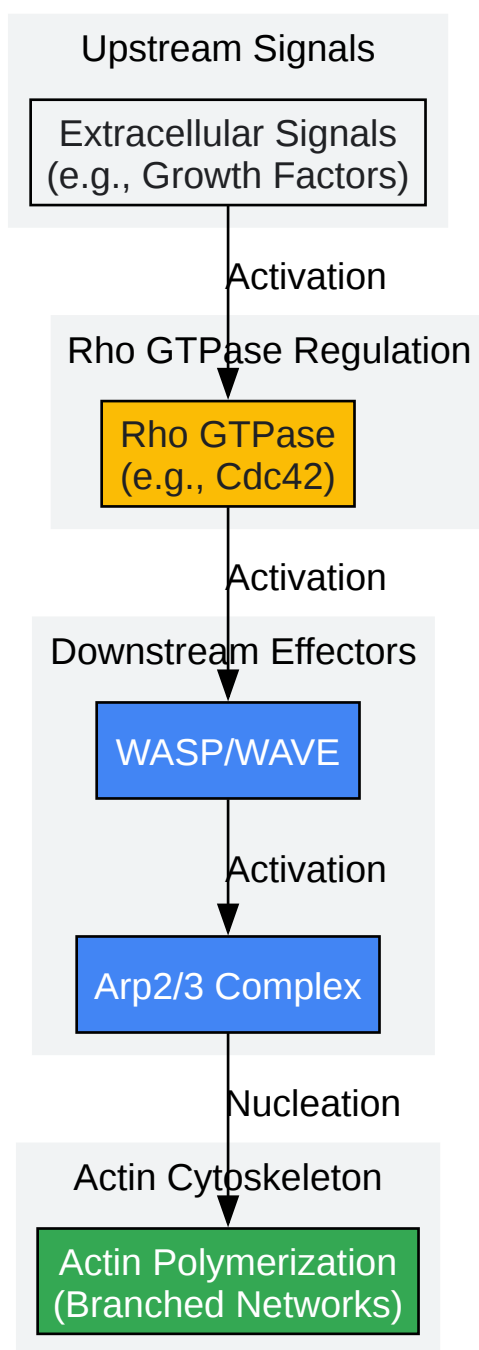 Upstream Signals
Extracellular Signals
(e.g., Growth Factors)
Activation
Rho GTPase Regulation
Rho GTPase
(e.g., Cdc42)
Activation
Downstream Effectors
WASP/WAVE
Activation
Arp2/3 Complex
Nucleation
Actin Cytoskeleton
Actin Polymerization
(Branched Networks)